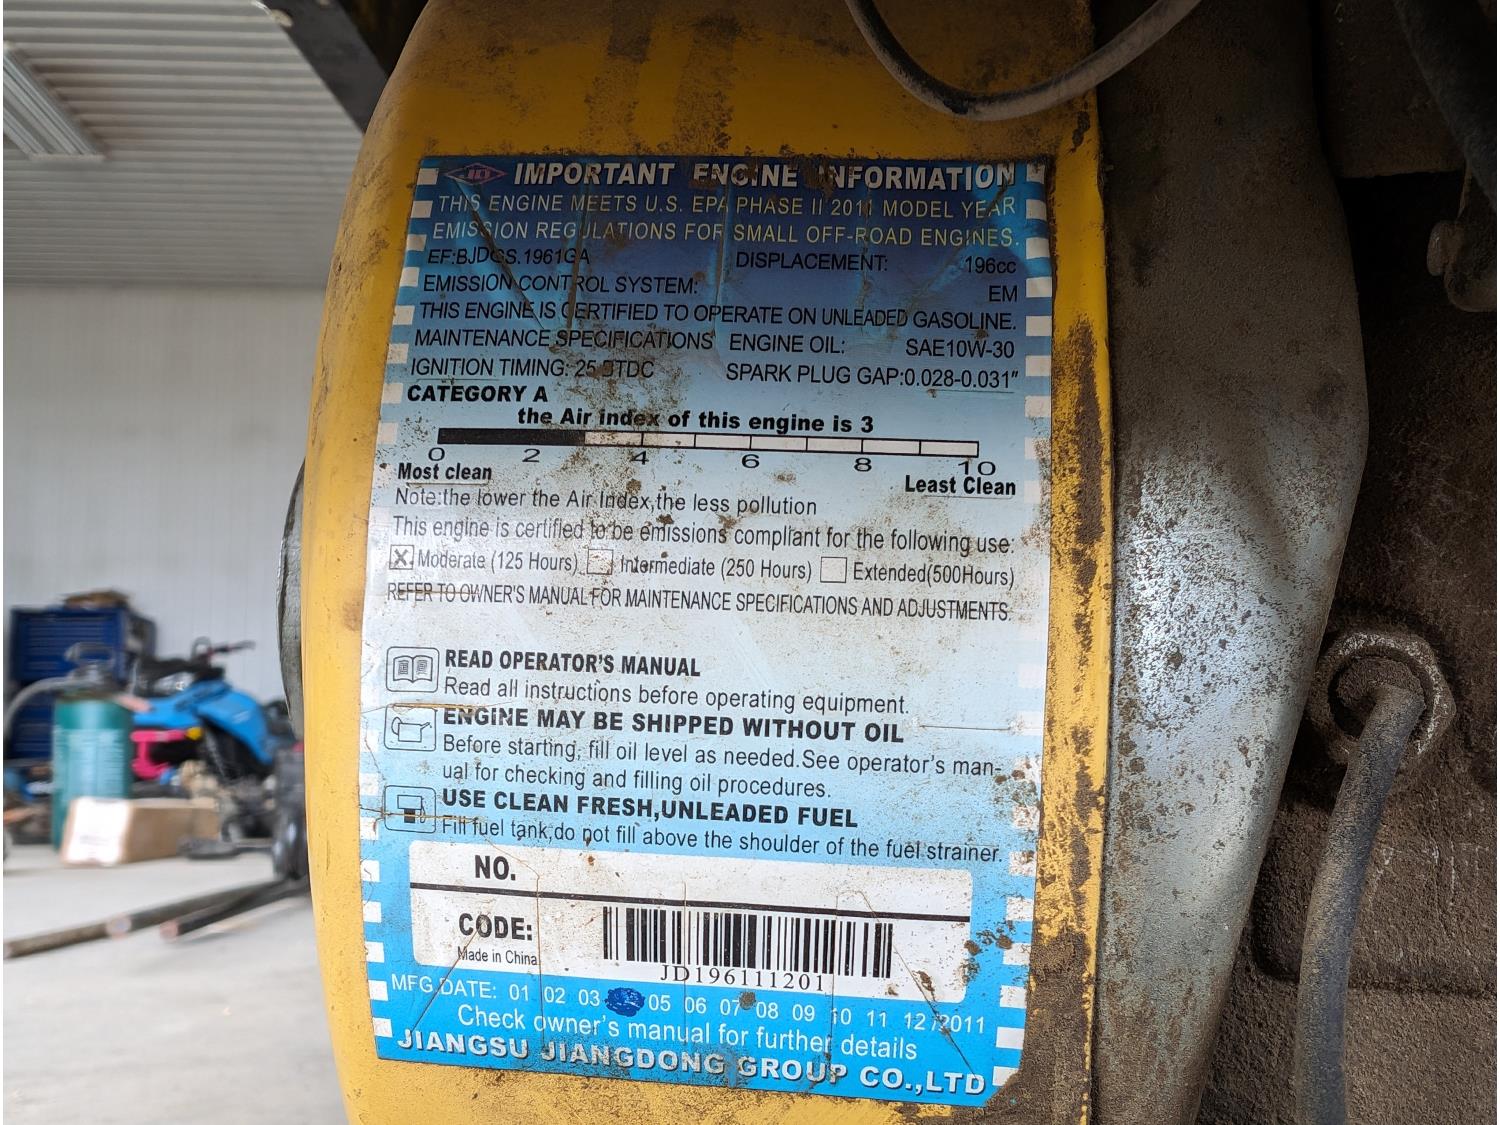 JD IMPORTANT ENGINE INFORMATION
THIS ENGINE MEETS U.S. EPA PHASE II 2011 MODEL YEAR
EMISSION REGULATIONS FOR SMALL OFF-ROAD ENGINES.
EF:BJDGS.1961GA DISPLACEMENT: 196cc
EMISSION CONTROL SYSTEM: EM
THIS ENGINE IS CERTIFIED TO OPERATE ON UNLEADED GASOLINE.
MAINTENANCE SPECIFICATIONS ENGINE OIL: SAE10W-30
IGNITION TIMING: 25 BTDC SPARK PLUG GAP:0.028-0.031"
CATEGORY A
the Air index of this engine is 3
0 2 4 6 8 10
Most clean Least Clean
Note:the lower the Air Index,the less pollution
This engine is certified to be emissions compliant for the following use:
X Moderate (125 Hours) Intermediate (250 Hours) Extended(500Hours)
REFER TO OWNER'S MANUAL FOR MAINTENANCE SPECIFICATIONS AND ADJUSTMENTS.
READ OPERATOR'S MANUAL
Read all instructions before operating equipment.
ENGINE MAY BE SHIPPED WITHOUT OIL
Before starting, fill oil level as needed.See operator's man-
ual for checking and filling oil procedures.
USE CLEAN FRESH,UNLEADED FUEL
Fill fuel tank,do not fill above the shoulder of the fuel strainer.
NO.
CODE:
Made in China
JD196111201
MFG DATE: 01 02 03 05 06 07 08 09 10 11 12/2011
Check owner's manual for further details
JIANGSU JIANGDONG GROUP CO.,LTD